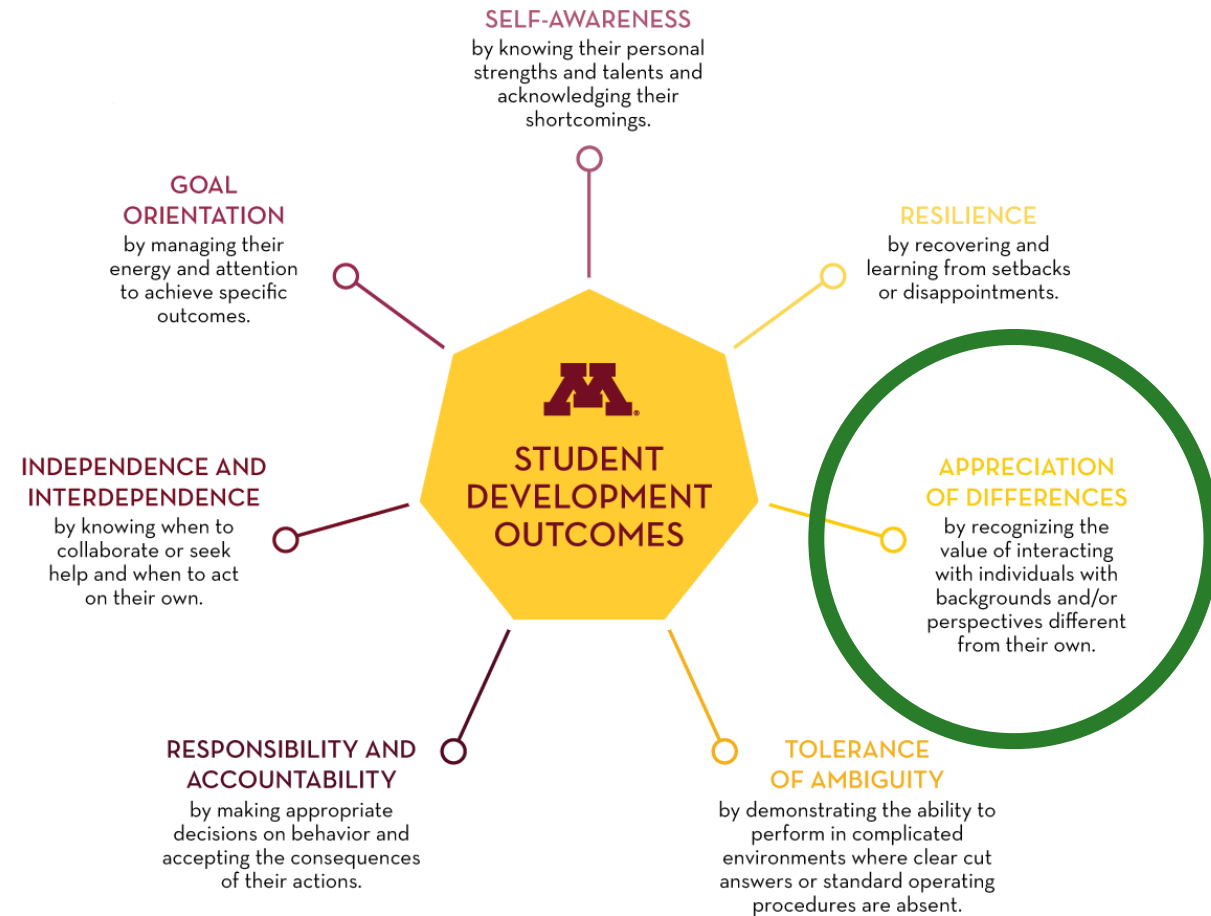 SELF-AWARENESS
by knowing their personal
strengths and talents and
acknowledging their
shortcomings.
GOAL
ORIENTATION
by managing their
energy and attention
to achieve specific
outcomes.
RESILIENCE
by recovering and
learning from setbacks
or disappointments.
M
STUDENT
DEVELOPMENT
OUTCOMES
INDEPENDENCE AND
INTERDEPENDENCE
by knowing when to
collaborate or seek
help and when to act
on their own.
APPRECIATION
OF DIFFERENCES
by recognizing the
value of interacting
with individuals with
backgrounds and/or
perspectives different
from their own.
RESPONSIBILITY AND
ACCOUNTABILITY
by making appropriate
decisions on behavior and
accepting the consequences
of their actions.
TOLERANCE
OF AMBIGUITY
by demonstrating the ability to
perform in complicated
environments where clear cut
answers or standard operating
procedures are absent.